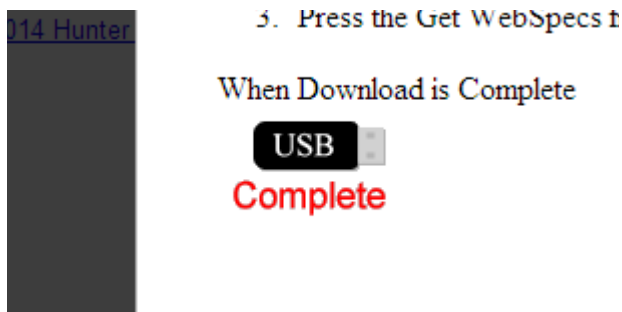 014 Hunter
3. Press the Get WebSpecs
When Download is Complete
USB
Complete